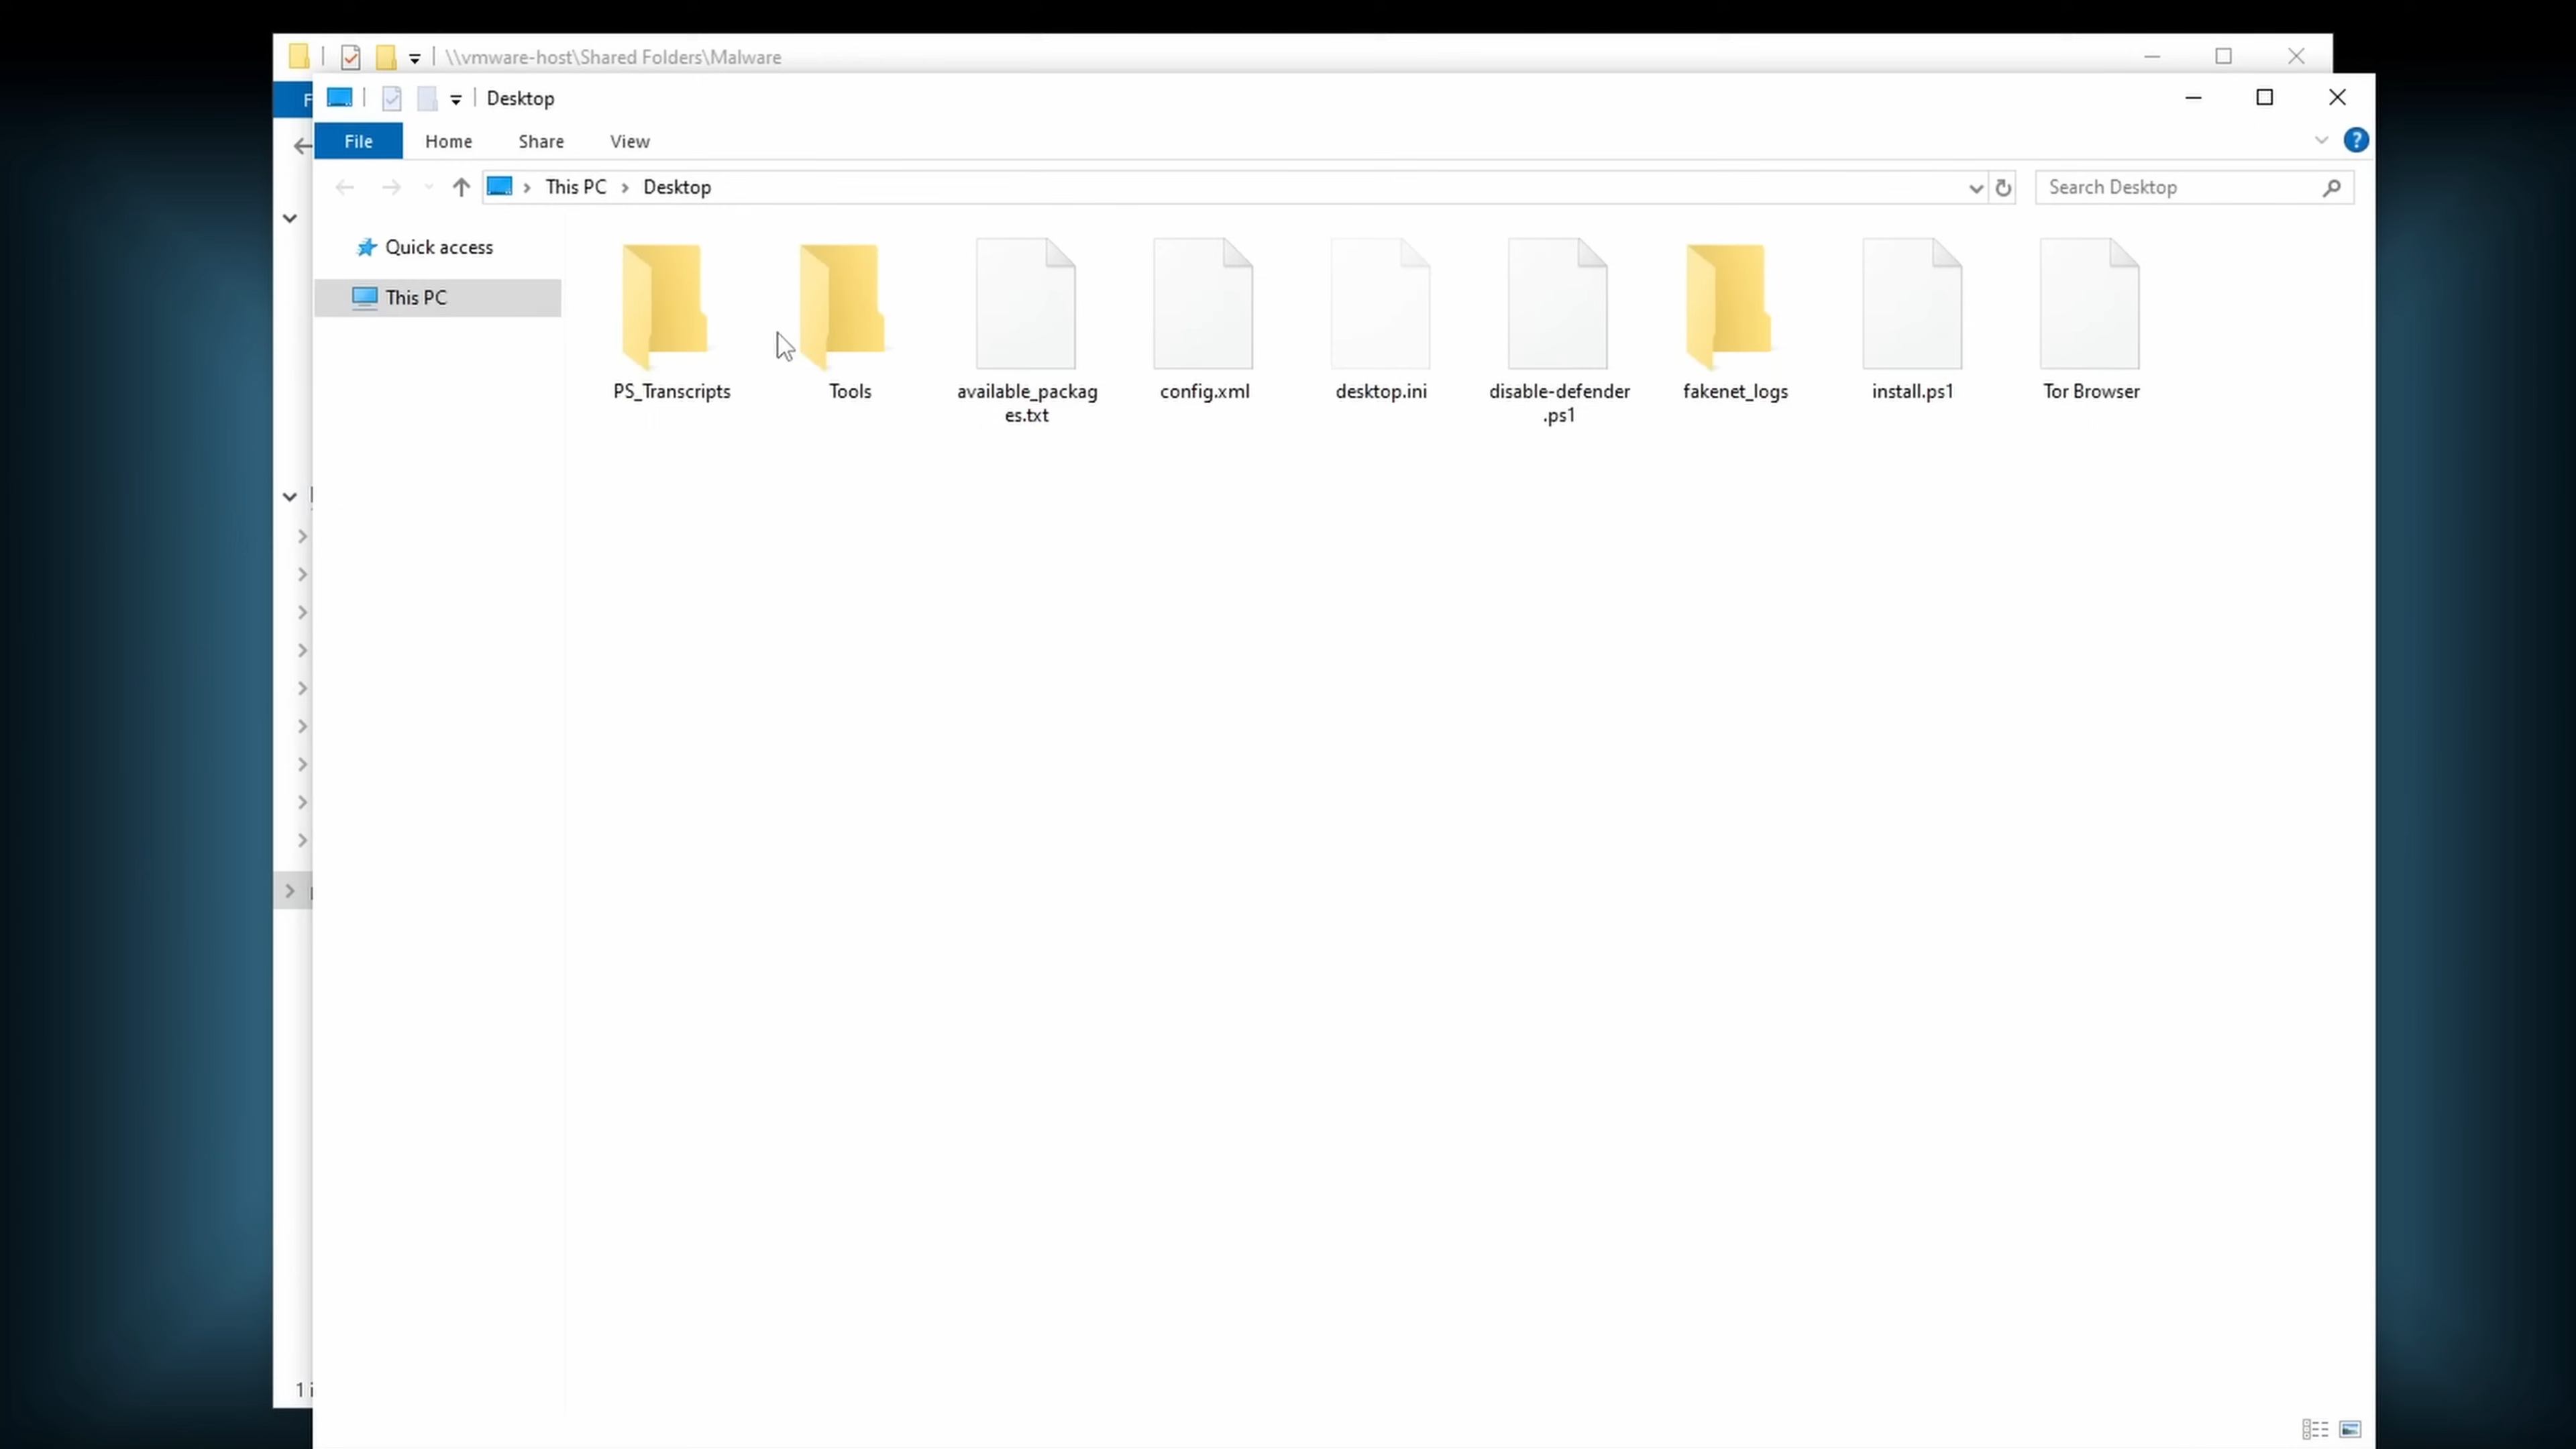 \\vmware-host\Shared Folders\Malware
Desktop
File Home Share View
This PC Desktop
Search Desktop
Quick access
This PC
PS_Transcripts
Tools
available_packag
es.txt
config.xml
desktop.ini
disable-defender
.ps1
fakenet_logs
install.ps1
Tor Browser
1